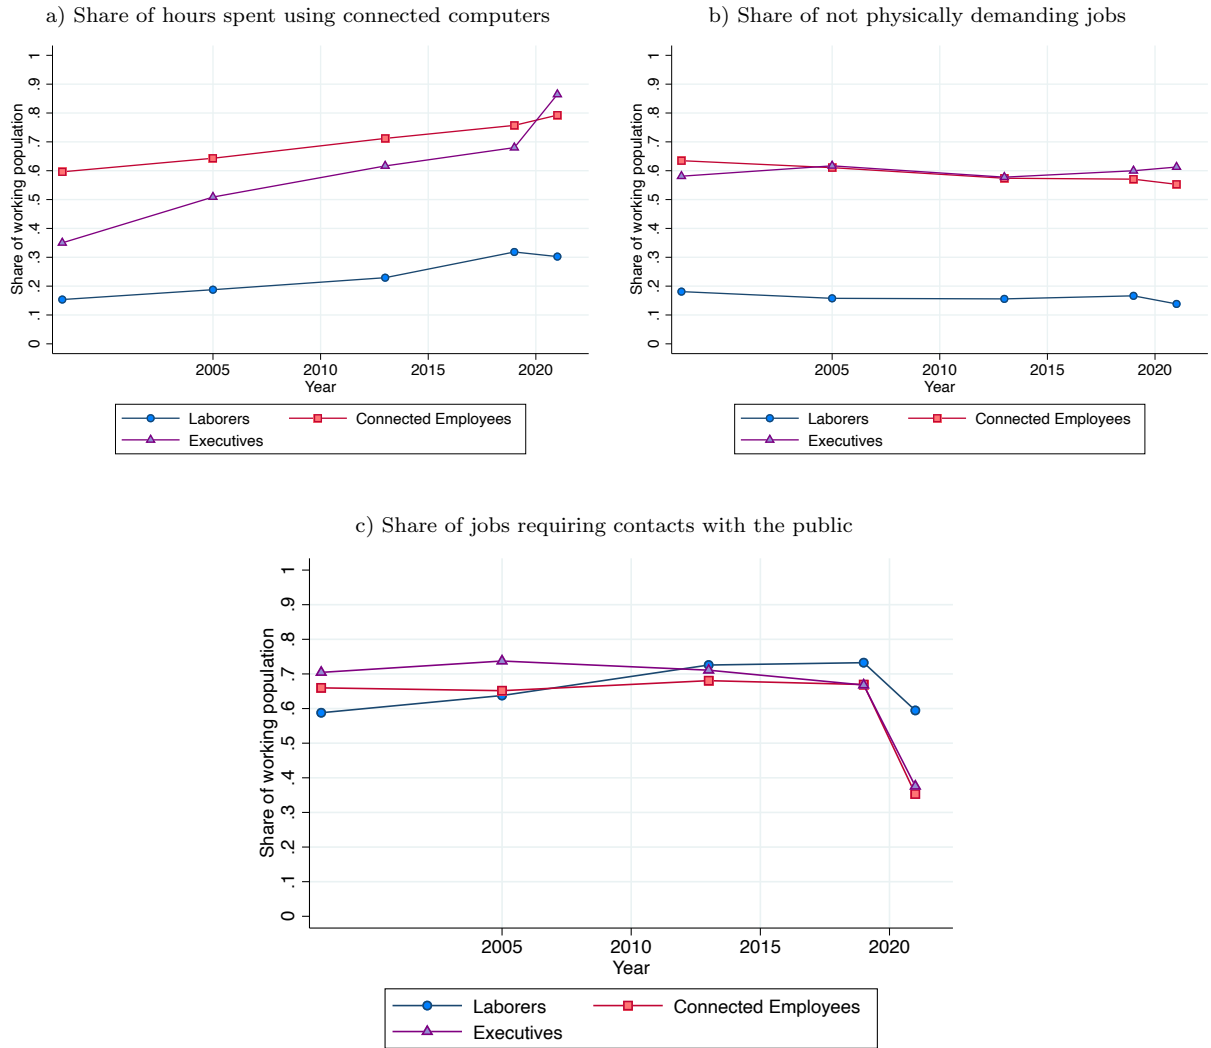 a) Share of hours spent using connected computers
Share of working population
1
.9
.8
.7
.6
.5
.4
.3
.2
.1
0
2005 2010 2015 2020
Year
Laborers Connected Employees
Executives
b) Share of not physically demanding jobs
Share of working population
1
.9
.8
.7
.6
.5
.4
.3
.2
.1
0
2005 2010 2015 2020
Year
Laborers Connected Employees
Executives
c) Share of jobs requiring contacts with the public
Share of working population
1
.9
.8
.7
.6
.5
.4
.3
.2
.1
0
2005 2010 2015 2020
Year
Laborers Connected Employees
Executives